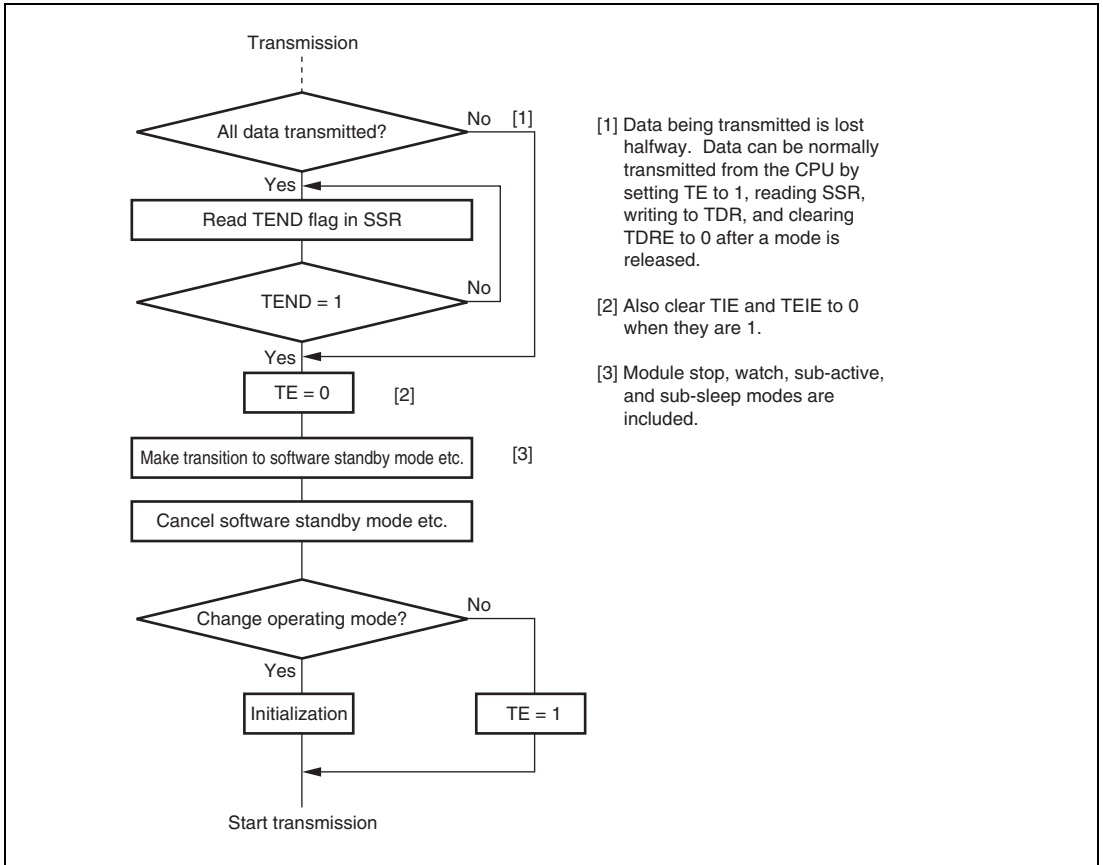 Transmission
All data transmitted?
No
[1]
Yes
Read TEND flag in SSR
TEND = 1
No
Yes
TE = 0
[2]
Make transition to software standby mode etc.
[3]
Cancel software standby mode etc.
Change operating mode?
No
Yes
Initialization
TE = 1
Start transmission
[1] Data being transmitted is lost
halfway. Data can be normally
transmitted from the CPU by
setting TE to 1, reading SSR,
writing to TDR, and clearing
TDRE to 0 after a mode is
released.
[2] Also clear TIE and TEIE to 0
when they are 1.
[3] Module stop, watch, sub-active,
and sub-sleep modes are
included.